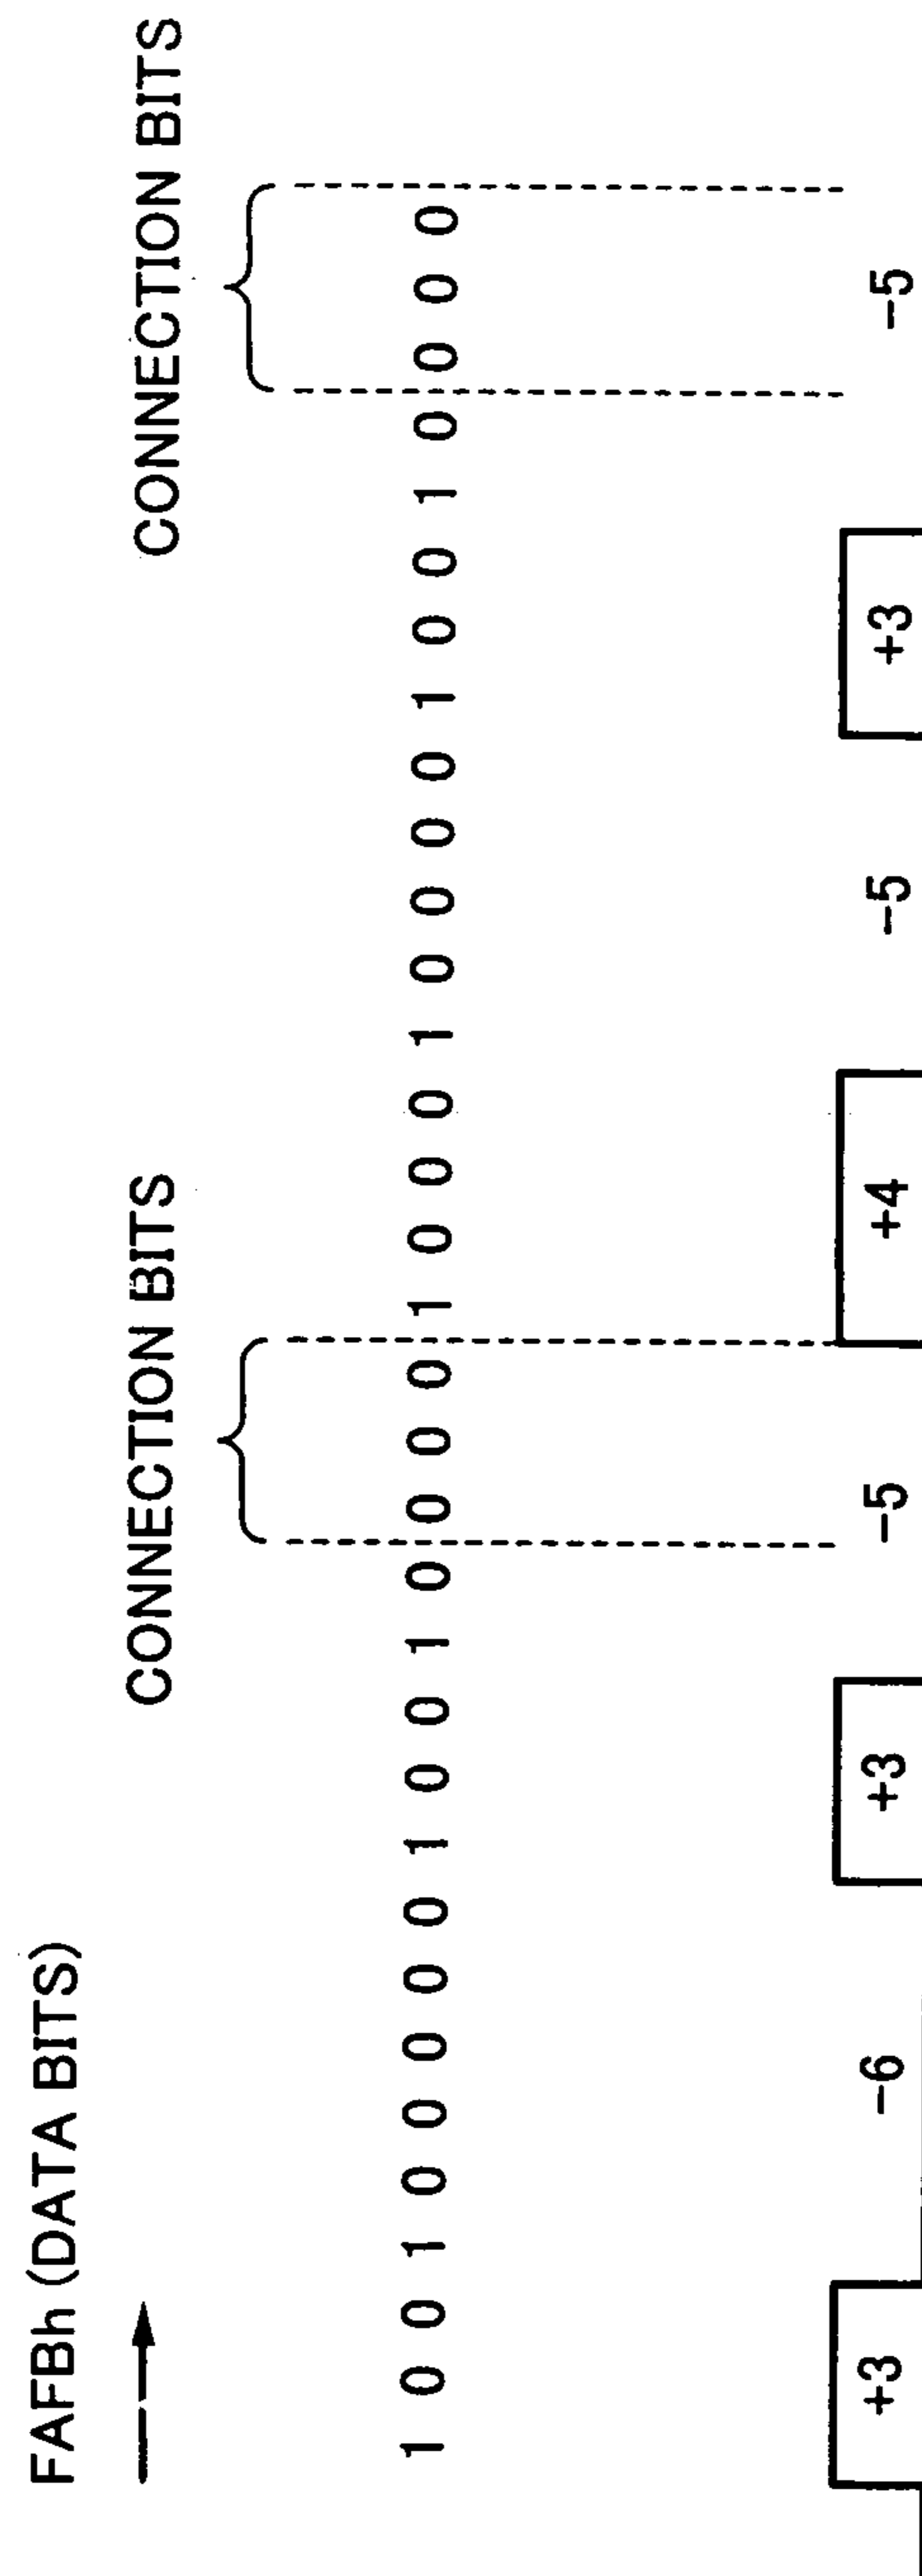 FAFBh (DATA BITS)
CONNECTION BITS CONNECTION BITS
1 0 0 1 0 0 0 0 0 1 0 0 1 0 0 0 0 1 0 0 0 1 0 0 0 0 1 0 0 1 0 0 0 0
+3 -6 +3 -5 +4 -5 +3 -5